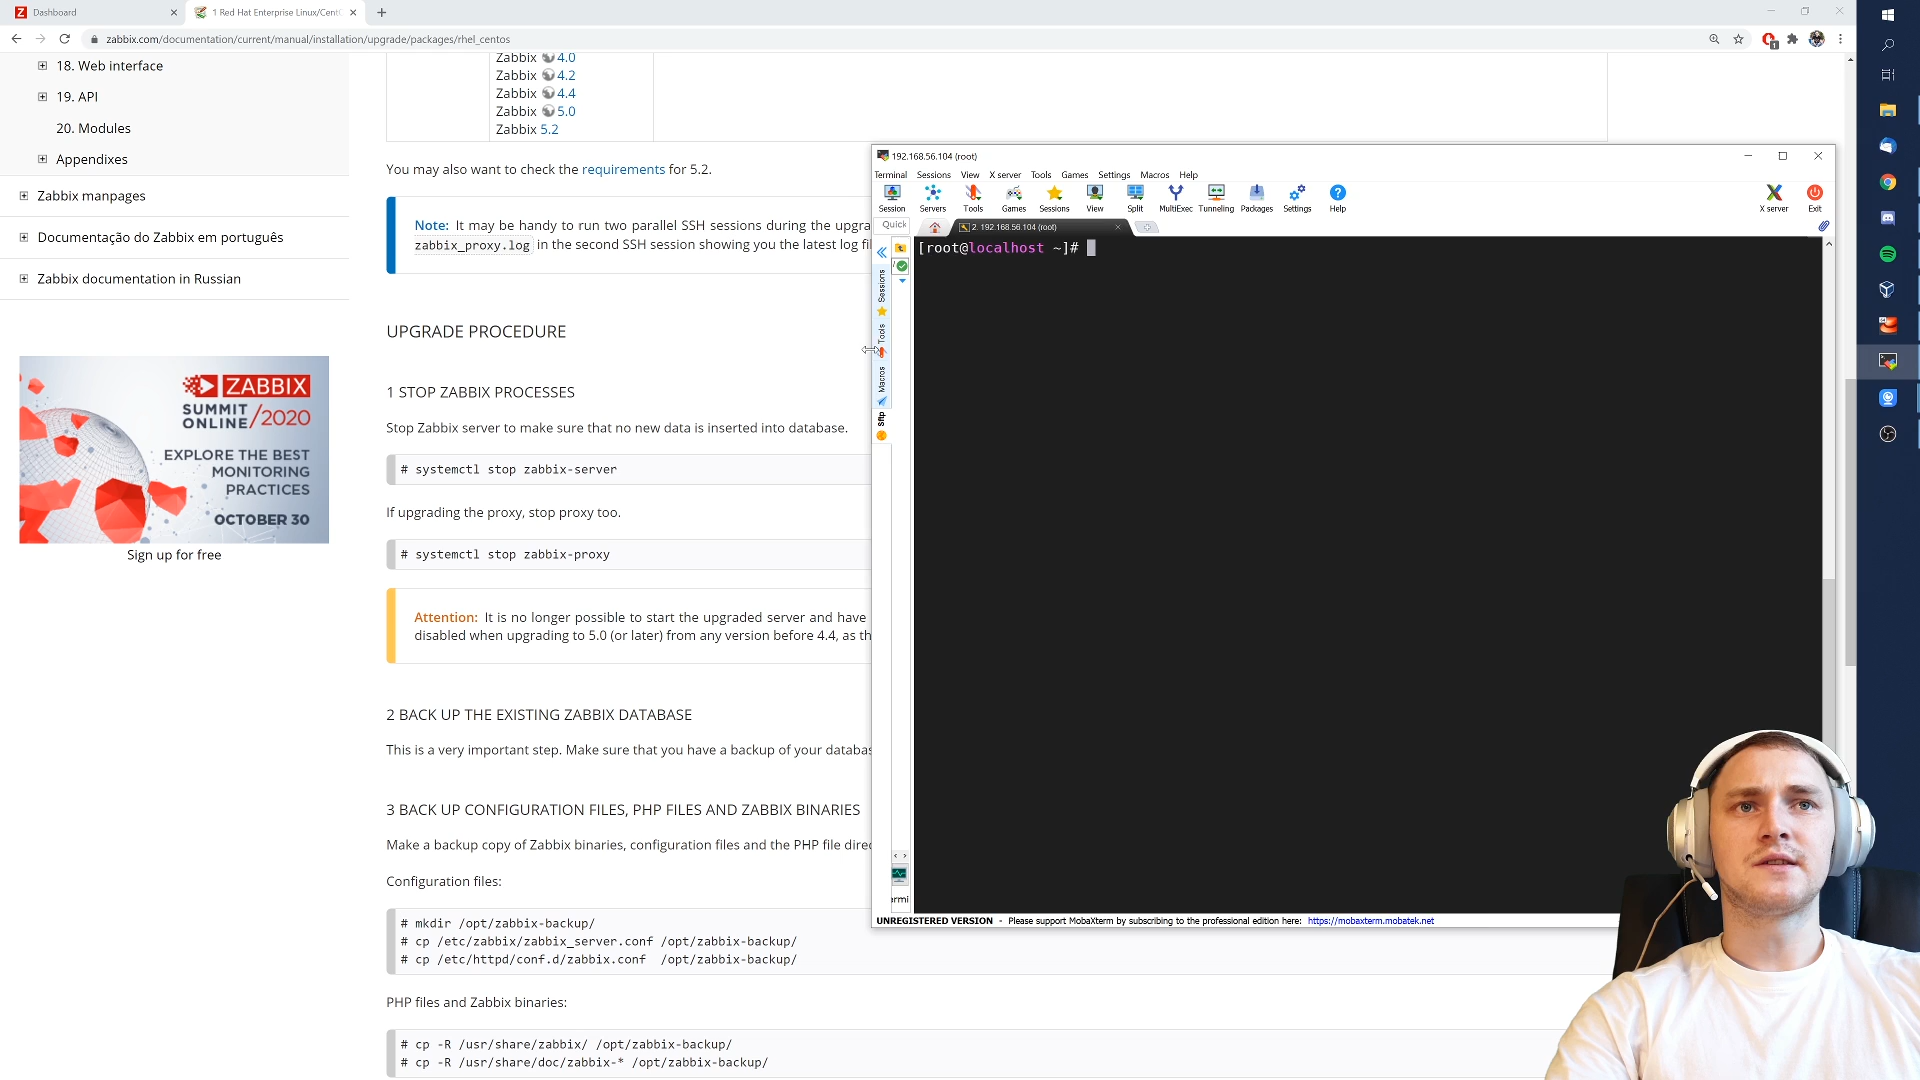 Dashboard
1 Red Hat Enterprise Linux/Cent
zabbix.com/documentation/current/manual/installation/upgrade/packages/rhel_centos
18. Web interface
19. API
20. Modules
Appendixes
Zabbix manpages
Documentação do Zabbix em português
Zabbix documentation in Russian
ZABBIX
SUMMIT
ONLINE/2020
EXPLORE THE BEST
MONITORING
PRACTICES
OCTOBER 30
Sign up for free
Zabbix 4.0
Zabbix 4.2
Zabbix 4.4
Zabbix 5.0
Zabbix 5.2
You may also want to check the requirements for 5.2.
Note: It may be handy to run two parallel SSH sessions during the upgra
zabbix_proxy.log in the second SSH session showing you the latest log fil
UPGRADE PROCEDURE
1 STOP ZABBIX PROCESSES
Stop Zabbix server to make sure that no new data is inserted into database.
# systemctl stop zabbix-server
If upgrading the proxy, stop proxy too.
# systemctl stop zabbix-proxy
Attention: It is no longer possible to start the upgraded server and have
disabled when upgrading to 5.0 (or later) from any version before 4.4, as th
2 BACK UP THE EXISTING ZABBIX DATABASE
This is a very important step. Make sure that you have a backup of your databas
3 BACK UP CONFIGURATION FILES, PHP FILES AND ZABBIX BINARIES
Make a backup copy of Zabbix binaries, configuration files and the PHP file direc
Configuration files:
# mkdir /opt/zabbix-backup/
# cp /etc/zabbix/zabbix_server.conf /opt/zabbix-backup/
# cp /etc/httpd/conf.d/zabbix.conf  /opt/zabbix-backup/
PHP files and Zabbix binaries:
# cp -R /usr/share/zabbix/ /opt/zabbix-backup/
# cp -R /usr/share/doc/zabbix-* /opt/zabbix-backup/
192.168.56.104 (root)
Terminal Sessions View X server Tools Games Settings Macros Help
Session Servers Tools Games Sessions View Split MultiExec Tunneling Packages Settings Help X server Exit
Quick
2. 192.168.56.104 (root)
[root@localhost ~]#
Sessions
Tools
Macros
Sftp
ermi
UNREGISTERED VERSION - Please support MobaXterm by subscribing to the professional edition here: https://mobaxterm.mobatek.net